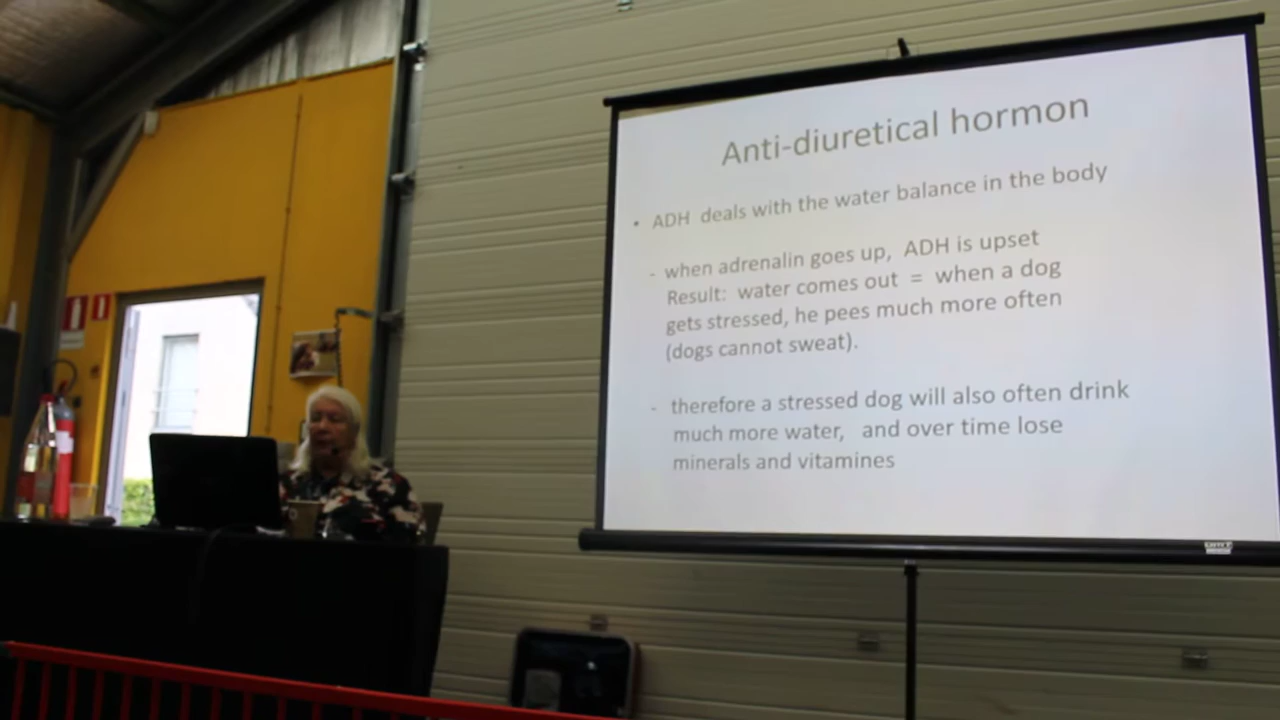 Anti-diuretical hormon
• ADH deals with the water balance in the body
- when adrenalin goes up, ADH is upset
Result: water comes out = when a dog
gets stressed, he pees much more often
(dogs cannot sweat).
- therefore a stressed dog will also often drink
much more water, and over time lose
minerals and vitamines